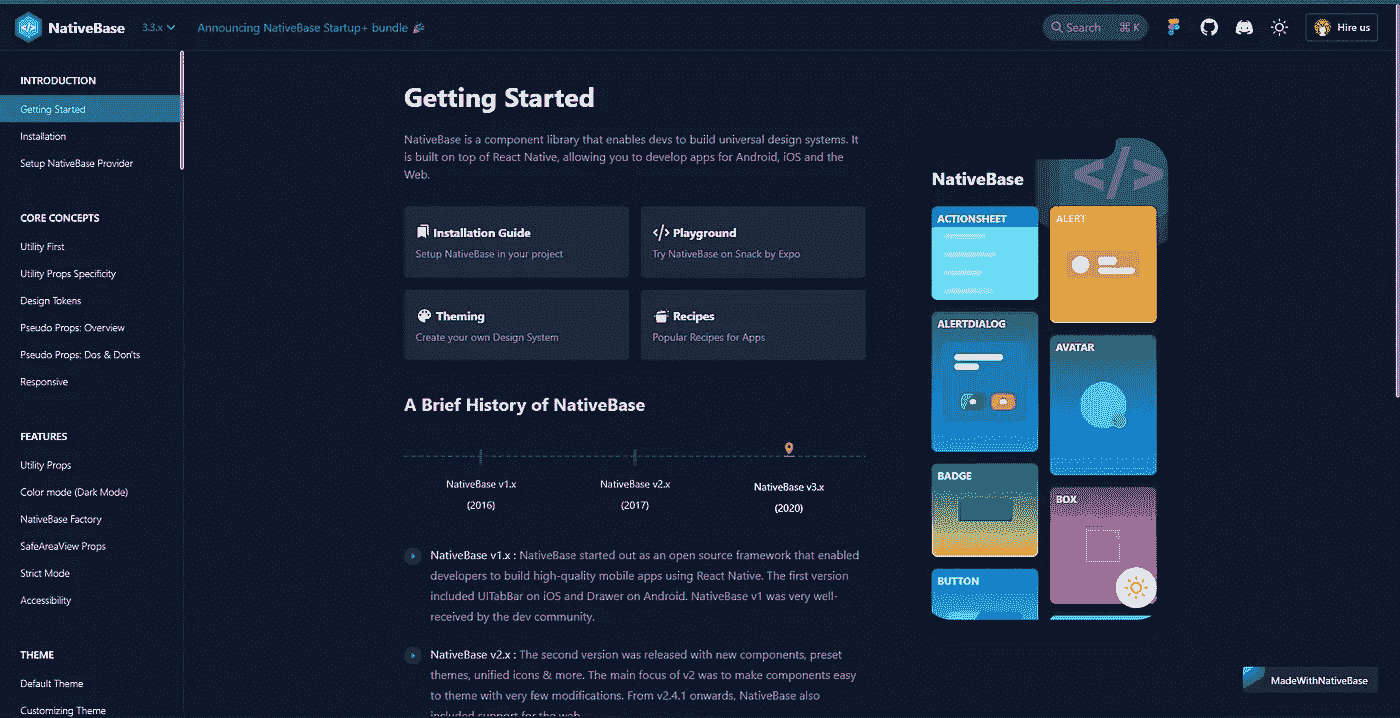 NativeBase
3.3.x
Announcing NativeBase Startup+ bundle 🎉
Search
⌘ K
Hire us
INTRODUCTION
Getting Started
Installation
Setup NativeBase Provider
CORE CONCEPTS
Utility First
Utility Props Specificity
Design Tokens
Pseudo Props: Overview
Pseudo Props: Dos & Don'ts
Responsive
FEATURES
Utility Props
Color mode (Dark Mode)
NativeBase Factory
SafeAreaView Props
Strict Mode
Accessibility
THEME
Default Theme
Customizing Theme
Getting Started
NativeBase is a component library that enables devs to build universal design systems. It
is built on top of React Native, allowing you to develop apps for Android, iOS and the
Web.
Installation Guide
Setup NativeBase in your project
</> Playground
Try NativeBase on Snack by Expo
Theming
Create your own Design System
Recipes
Popular Recipes for Apps
A Brief History of NativeBase
NativeBase v1.x
(2016)
NativeBase v2.x
(2017)
NativeBase v3.x
(2020)
NativeBase v1.x : NativeBase started out as an open source framework that enabled
developers to build high-quality mobile apps using React Native. The first version
included UITabBar on iOS and Drawer on Android. NativeBase v1 was very well-
received by the dev community.
NativeBase v2.x : The second version was released with new components, preset
themes, unified icons & more. The main focus of v2 was to make components easy
to theme with very few modifications. From v2.4.1 onwards, NativeBase also
included support for the web.
NativeBase
</>
ACTIONSHEET
ALERT
ALERTDIALOG
AVATAR
BADGE
BOX
BUTTON
MadeWithNativeBase